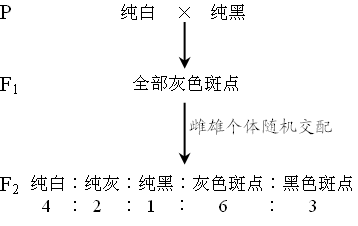 P 纯白 × 纯黑
F₁ 全部灰色斑点
雌雄个体随机交配
F₂ 纯白：纯灰：纯黑：灰色斑点：黑色斑点
4 ： 2 ： 1 ： 6 ： 3